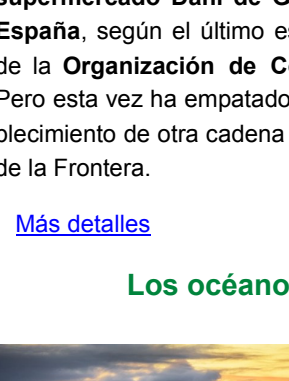 supermercado Dani de G
España, según el último es
de la Organización de Co
Pero esta vez ha empatado
blecimiento de otra cadena
de la Frontera.
Más detalles
Los océano